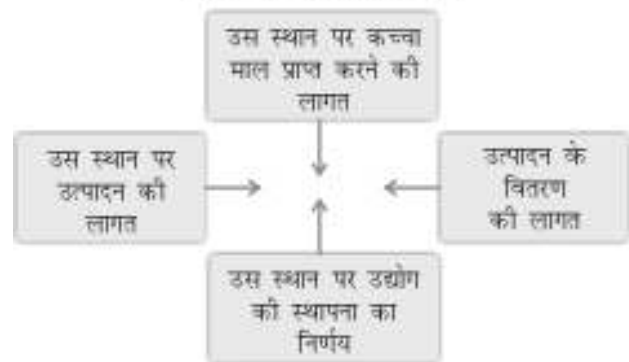 उस स्थान पर कच्चा
माल प्राप्त करने की
लागत
उस स्थान पर
उत्पादन की
लागत
उत्पादन के
वितरण
की लागत
उस स्थान पर उद्योग
की स्थापना का
निर्णय